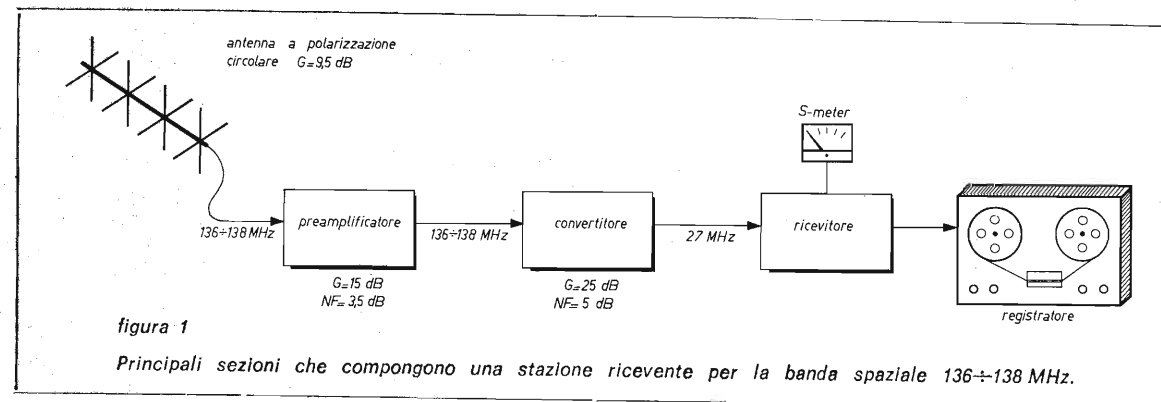 antenna a polarizzazione
circolare G=9,5 dB
S-meter
136÷138 MHz
preamplificatore
136÷138 MHz
convertitore
27 MHz
ricevitore
G=15 dB
NF=3,5 dB
G=25 dB
NF=5 dB
registratore
figura 1
Principali sezioni che compongono una stazione ricevente per la banda spaziale 136÷138 MHz.